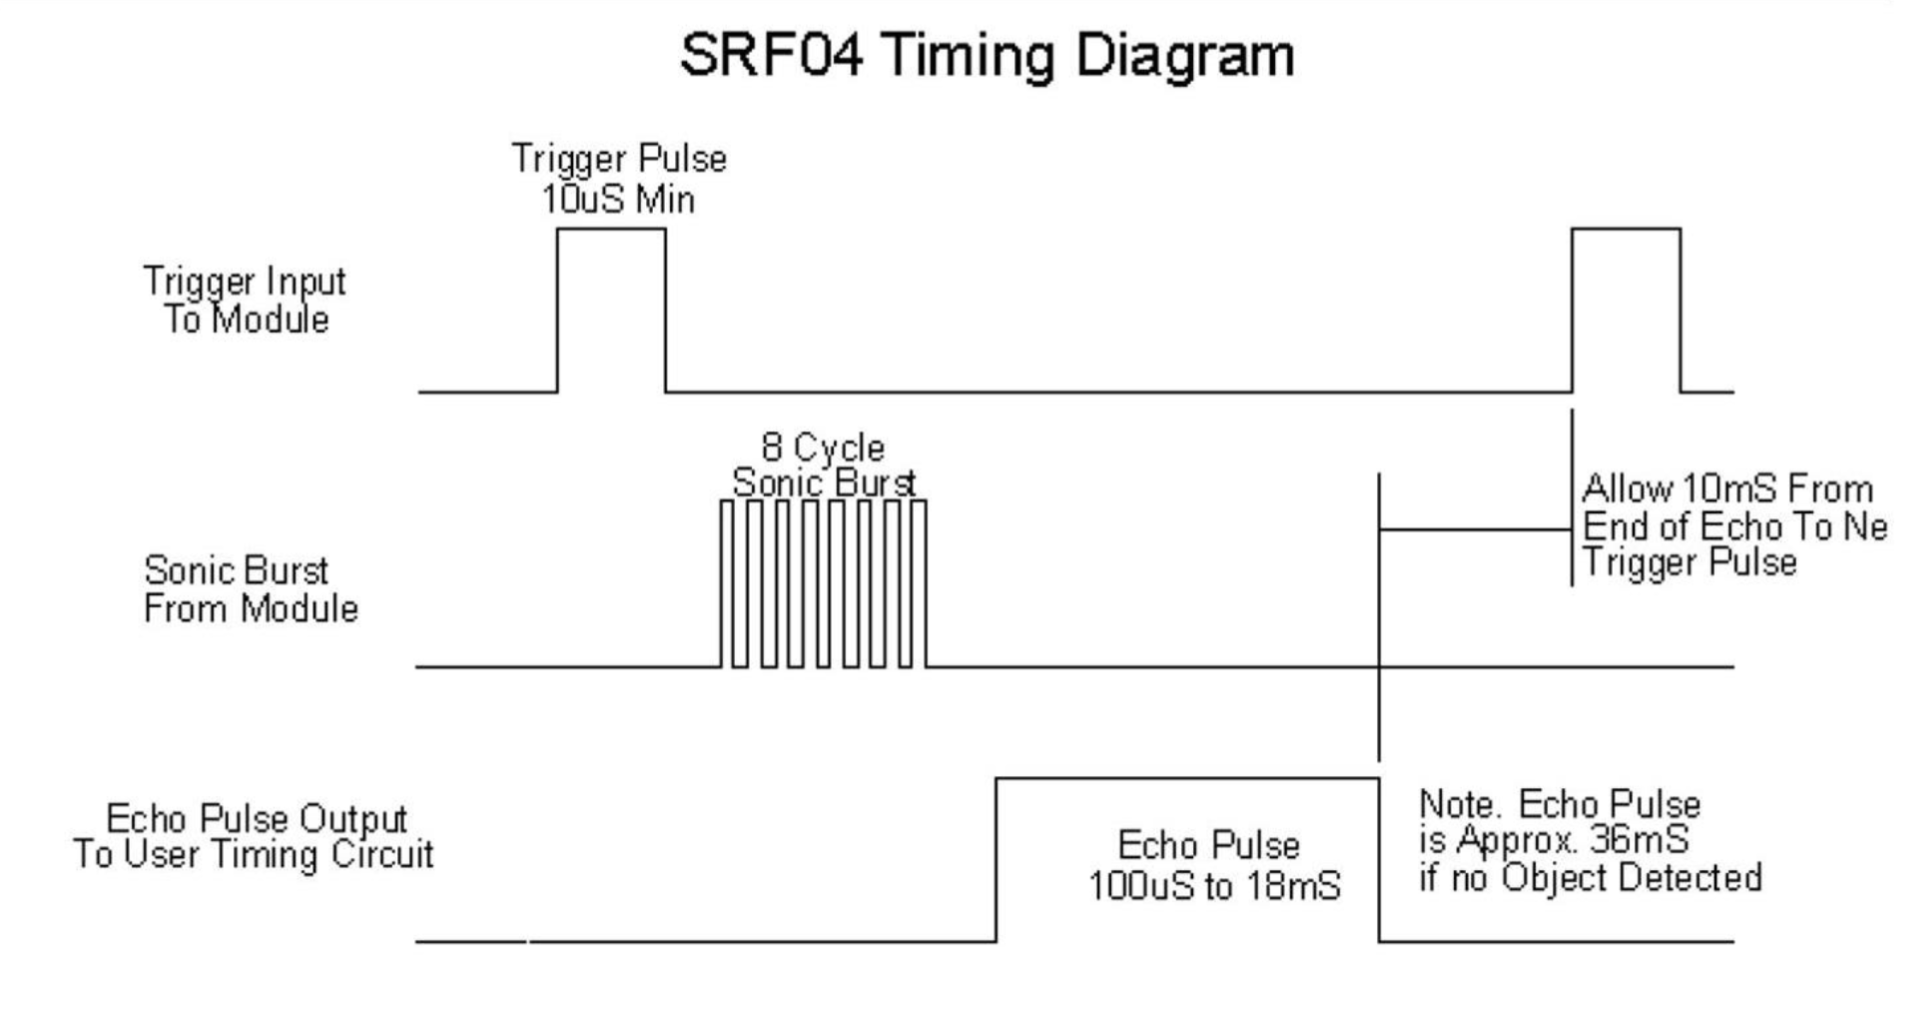 SRF04 Timing Diagram
Trigger Pulse
10uS Min
Trigger Input
To Module
8 Cycle
Sonic Burst
Allow 10mS From
End of Echo To Ne
Trigger Pulse
Sonic Burst
From Module
Echo Pulse Output
To User Timing Circuit
Echo Pulse
100uS to 18mS
Note. Echo Pulse
is Approx. 36mS
if no Object Detected